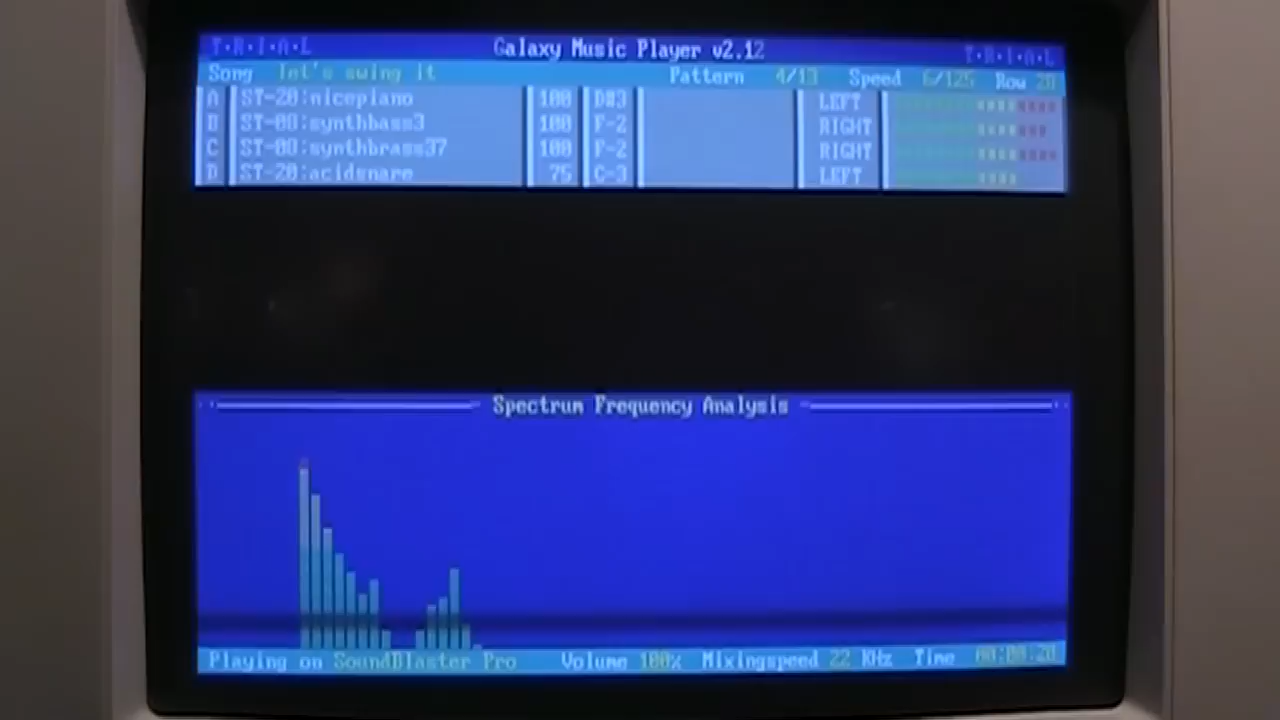 T·R·I·A·L Galaxy Music Player v2.12 T·R·I·A·L
Song let's swing it Pattern 4/13 Speed 6/125 Row 20
A ST-20:nicepiano 100 D#3 LEFT
B ST-00:synthbass3 100 F-2 RIGHT
C ST-00:synthbrass37 100 F-2 RIGHT
D ST-20:acidsnare 75 C-3 LEFT
Spectrum Frequency Analysis
Playing on SoundBlaster Pro Volume 100% Mixingspeed 22 KHz Time 00:00:20